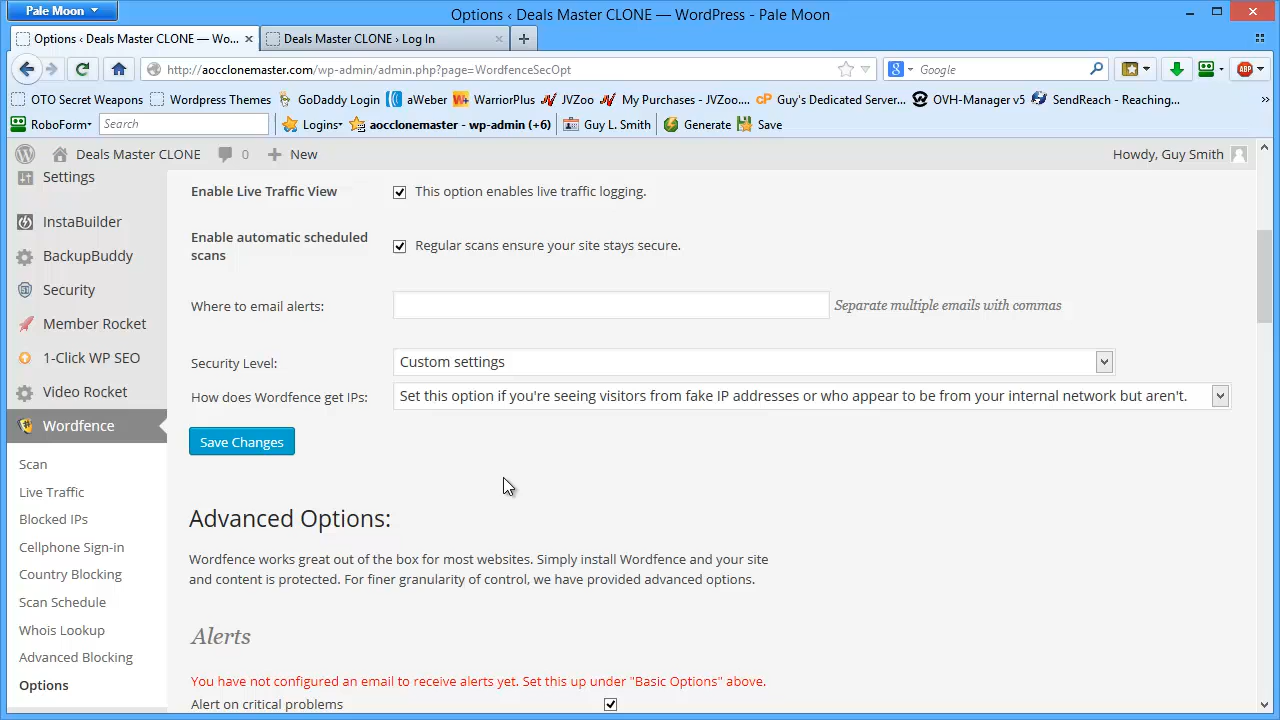 Pale Moon
Options ‹ Deals Master CLONE — WordPress - Pale Moon
Options ‹ Deals Master CLONE — Wo...
Deals Master CLONE › Log In
http://aocclonemaster.com/wp-admin/admin.php?page=WordfenceSecOpt
Google
OTO Secret Weapons
Wordpress Themes
GoDaddy Login
aWeber
WarriorPlus
JVZoo
My Purchases - JVZoo....
Guy's Dedicated Server...
OVH-Manager v5
SendReach - Reaching...
RoboForm
Search
Logins
aocclonemaster - wp-admin (+6)
Guy L. Smith
Generate
Save
Deals Master CLONE
0
New
Howdy, Guy Smith
Settings
InstaBuilder
BackupBuddy
Security
Member Rocket
1-Click WP SEO
Video Rocket
Wordfence
Scan
Live Traffic
Blocked IPs
Cellphone Sign-in
Country Blocking
Scan Schedule
Whois Lookup
Advanced Blocking
Options
Enable Live Traffic View
This option enables live traffic logging.
Enable automatic scheduled
scans
Regular scans ensure your site stays secure.
Where to email alerts:
Separate multiple emails with commas
Security Level:
Custom settings
How does Wordfence get IPs:
Set this option if you're seeing visitors from fake IP addresses or who appear to be from your internal network but aren't.
Save Changes
Advanced Options:
Wordfence works great out of the box for most websites. Simply install Wordfence and your site
and content is protected. For finer granularity of control, we have provided advanced options.
Alerts
You have not configured an email to receive alerts yet. Set this up under "Basic Options" above.
Alert on critical problems